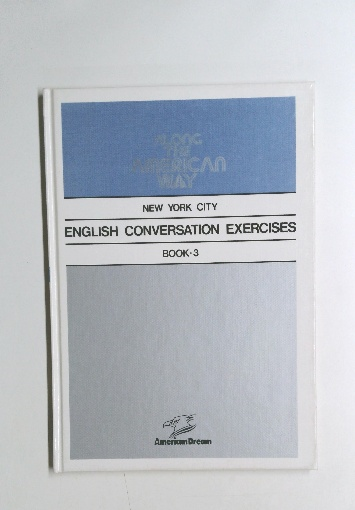 ALONG
THE
AMERICAN
WAY
NEW YORK CITY
ENGLISH CONVERSATION EXERCISES
BOOK·3
American Dream